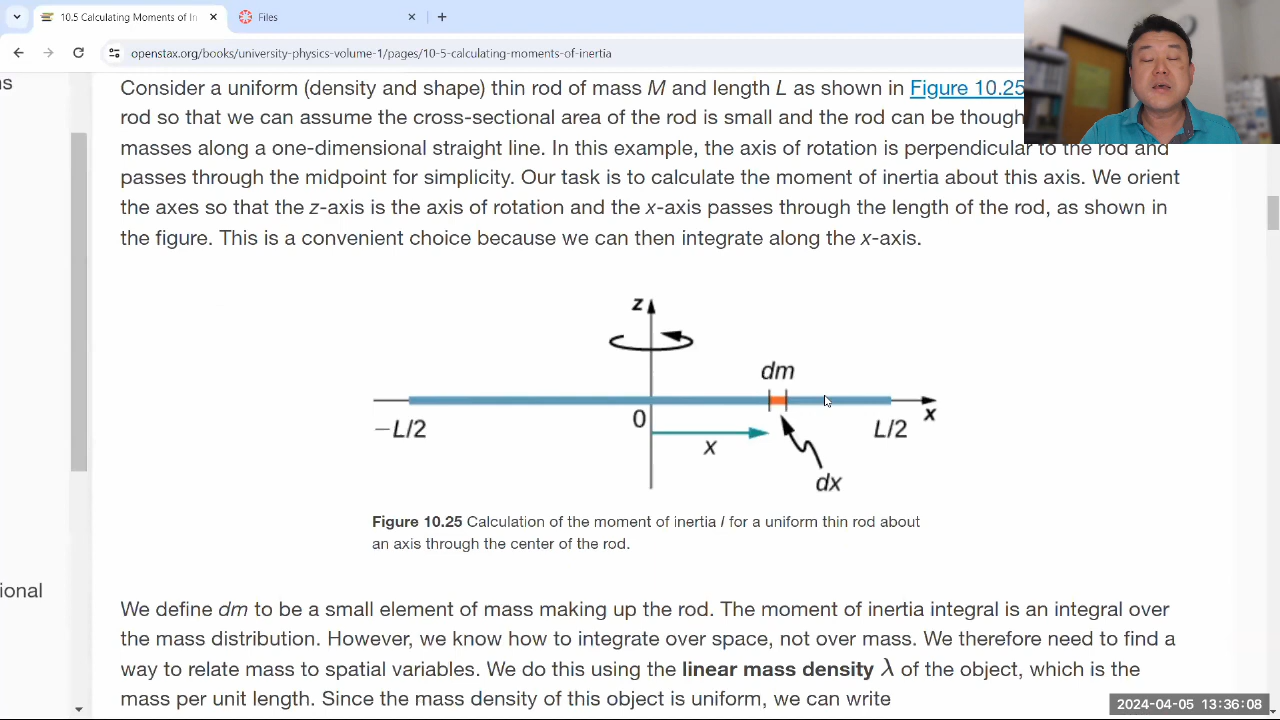 10.5 Calculating Moments of In
Files
openstax.org/books/university-physics-volume-1/pages/10-5-calculating-moments-of-inertia
ns
Consider a uniform (density and shape) thin rod of mass M and length L as shown in Figure 10.25
rod so that we can assume the cross-sectional area of the rod is small and the rod can be though
masses along a one-dimensional straight line. In this example, the axis of rotation is perpendicular to the rod and
passes through the midpoint for simplicity. Our task is to calculate the moment of inertia about this axis. We orient
the axes so that the z-axis is the axis of rotation and the x-axis passes through the length of the rod, as shown in
the figure. This is a convenient choice because we can then integrate along the x-axis.
z
dm
0
x
−L/2
L/2
x
dx
Figure 10.25 Calculation of the moment of inertia I for a uniform thin rod about
an axis through the center of the rod.
ional
We define dm to be a small element of mass making up the rod. The moment of inertia integral is an integral over
the mass distribution. However, we know how to integrate over space, not over mass. We therefore need to find a
way to relate mass to spatial variables. We do this using the linear mass density λ of the object, which is the
mass per unit length. Since the mass density of this object is uniform, we can write
2024-04-05 13:36:08